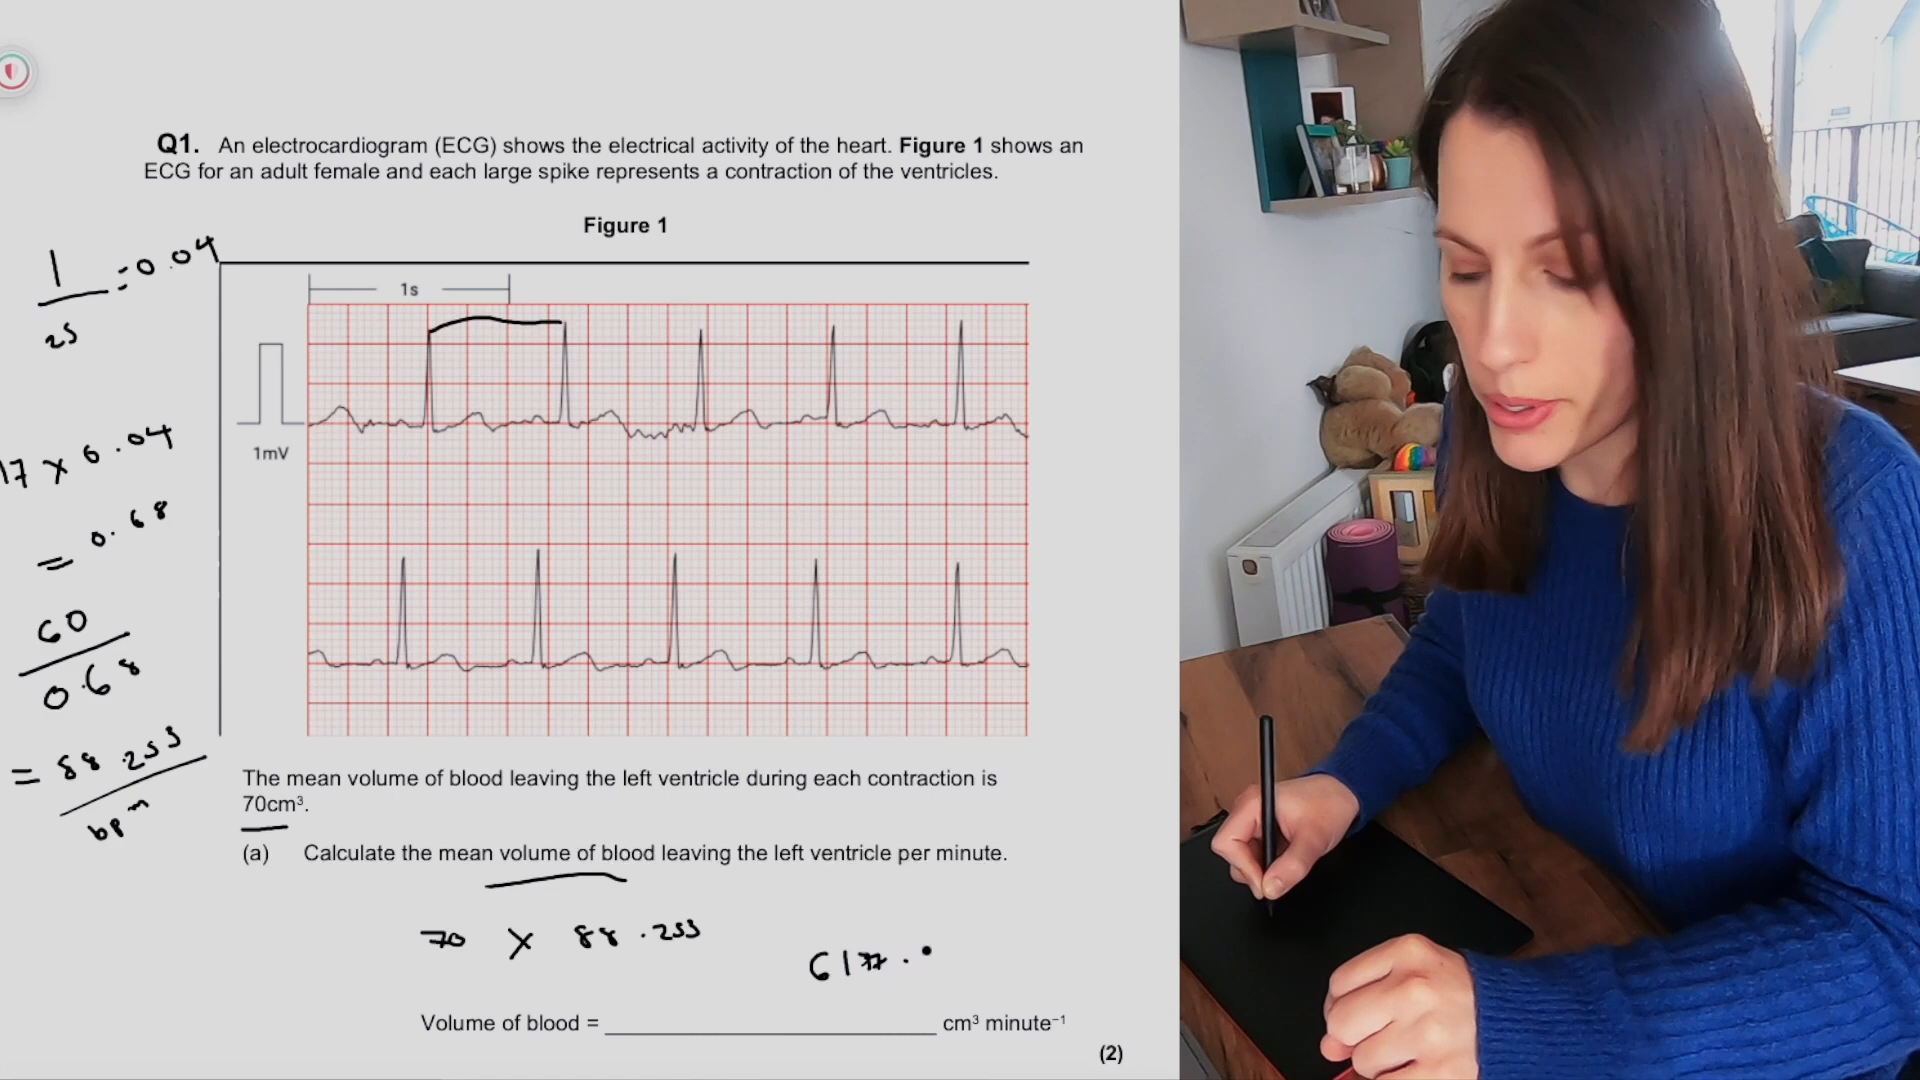 Q1. An electrocardiogram (ECG) shows the electrical activity of the heart. Figure 1 shows an
ECG for an adult female and each large spike represents a contraction of the ventricles.
Figure 1
1s
1mV
1
25
=0.04
17 x 0.04
= 0.68
60
0.68
= 88.253
bpm
The mean volume of blood leaving the left ventricle during each contraction is
70cm³.
(a) Calculate the mean volume of blood leaving the left ventricle per minute.
70 x 88.253
6177.
Volume of blood = ____________________ cm³ minute⁻¹
(2)